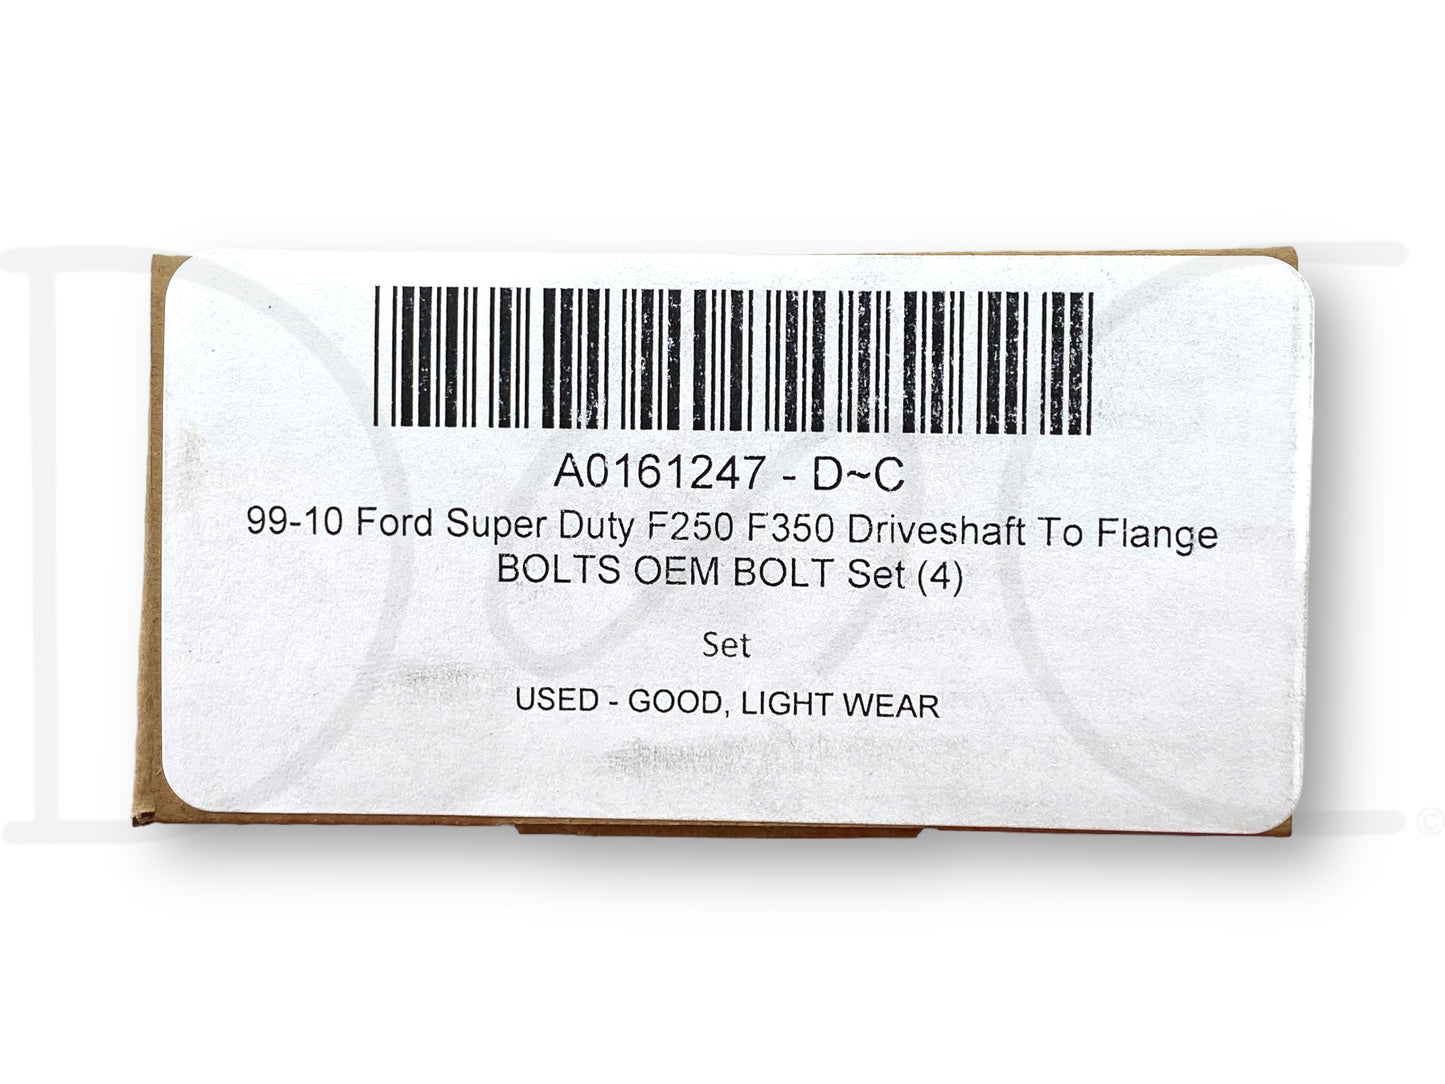 A0161247 - D~C
99-10 Ford Super Duty F250 F350 Driveshaft To Flange
BOLTS OEM BOLT Set (4)
Set
USED - GOOD, LIGHT WEAR
©